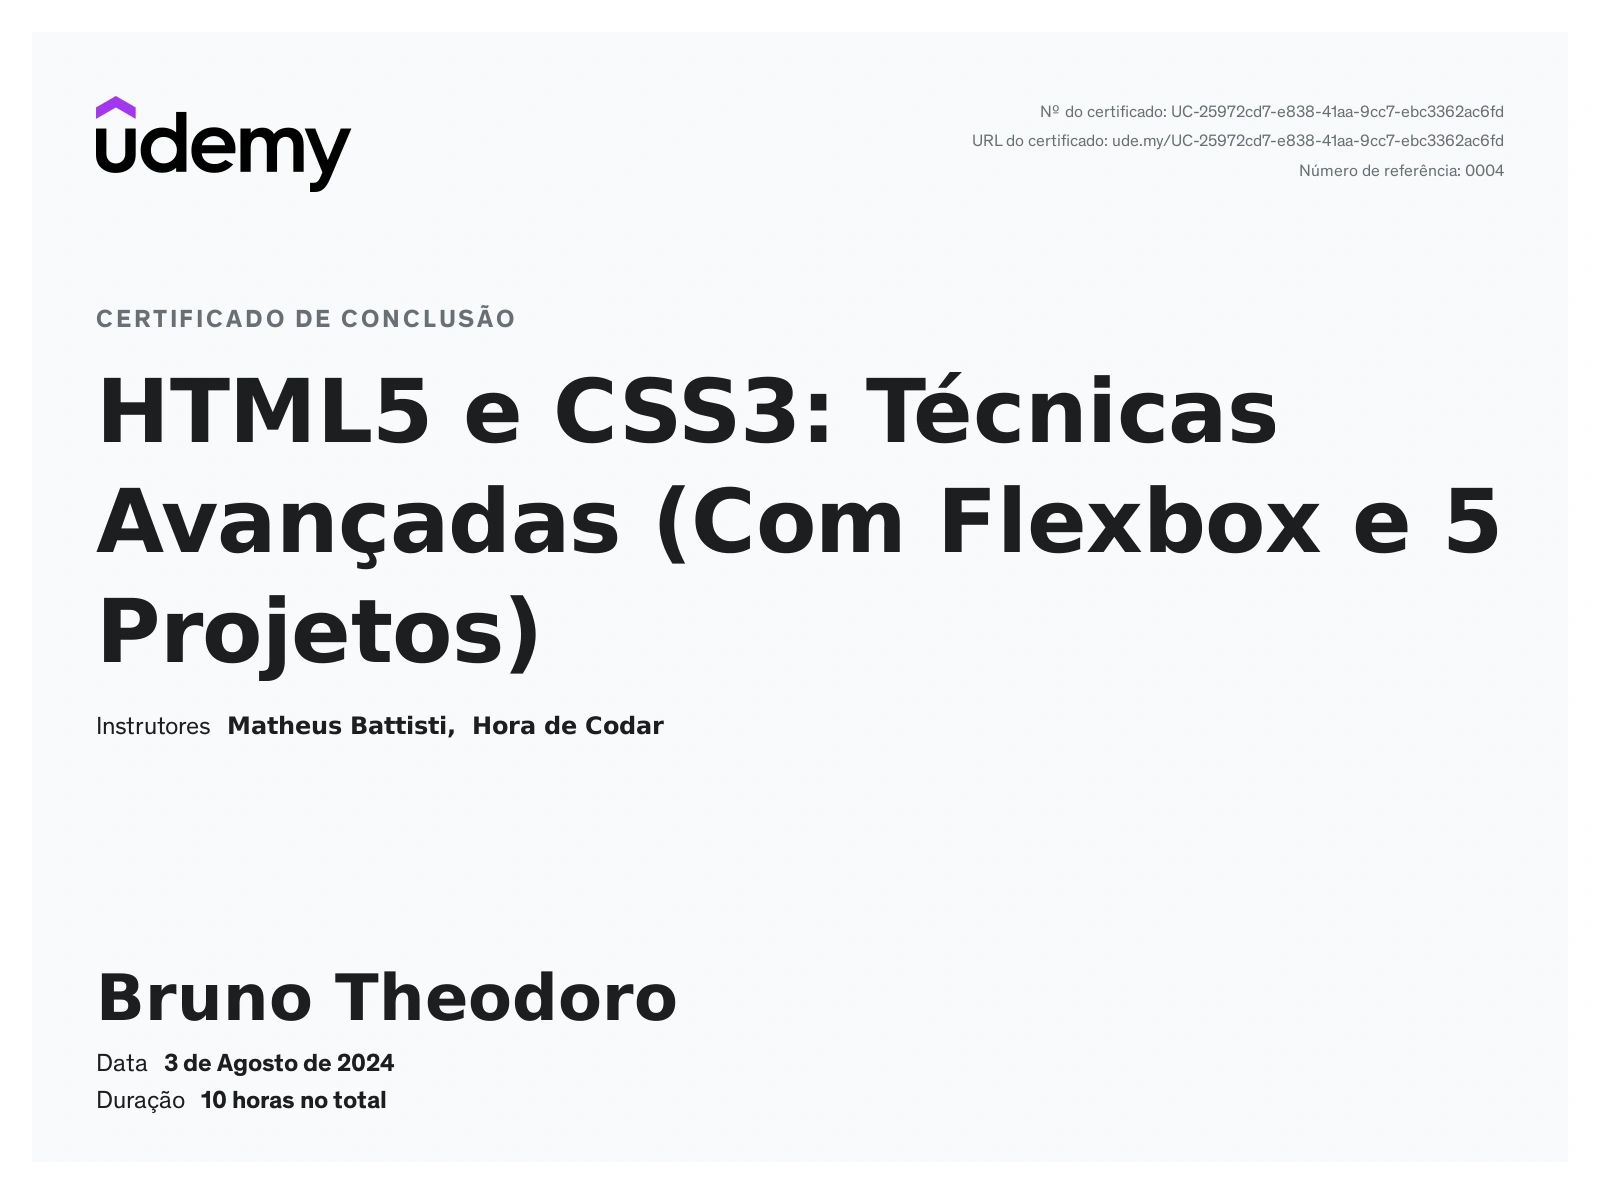 udemy
Nº do certificado: UC-25972cd7-e838-41aa-9cc7-ebc3362ac6fd
URL do certificado: ude.my/UC-25972cd7-e838-41aa-9cc7-ebc3362ac6fd
Número de referência: 0004
CERTIFICADO DE CONCLUSÃO
HTML5 e CSS3: Técnicas
Avançadas (Com Flexbox e 5
Projetos)
Instrutores Matheus Battisti, Hora de Codar
Bruno Theodoro
Data 3 de Agosto de 2024
Duração 10 horas no total